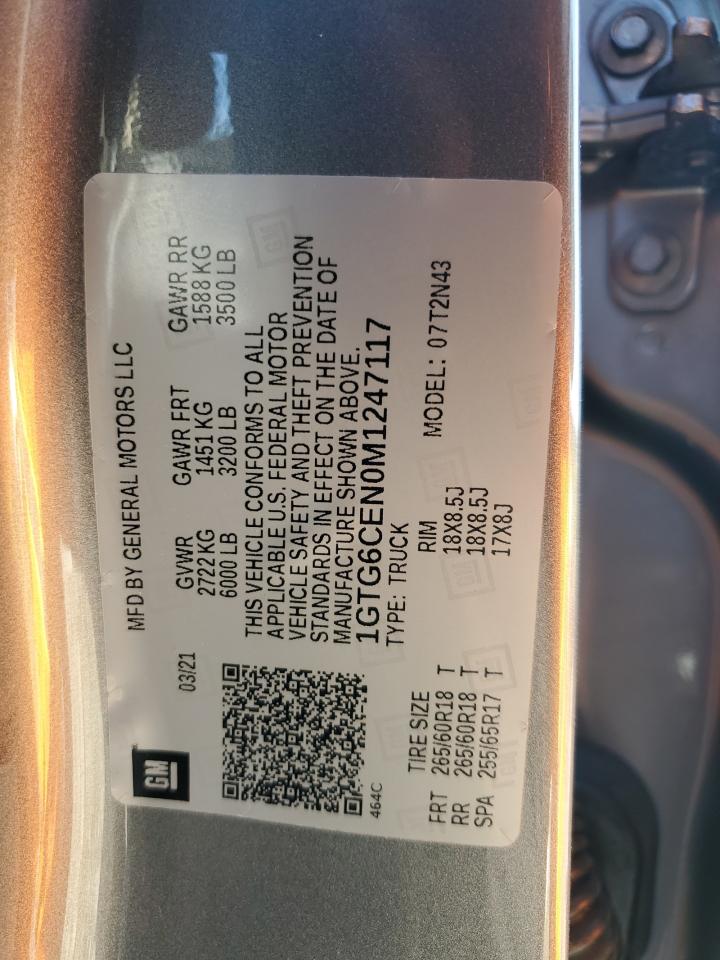 GM
MFD BY GENERAL MOTORS LLC
03/21
GVWR GAWR FRT GAWR RR
2722 KG 1451 KG 1588 KG
6000 LB 3200 LB 3500 LB
THIS VEHICLE CONFORMS TO ALL
APPLICABLE U.S. FEDERAL MOTOR
VEHICLE SAFETY AND THEFT PREVENTION
STANDARDS IN EFFECT ON THE DATE OF
MANUFACTURE SHOWN ABOVE.
1GTG6CEN0M1247117
464C
TYPE: TRUCK
MODEL: 07T2N43
TIRE SIZE RIM
FRT 265/60R18 T 18X8.5J
RR 265/60R18 T 18X8.5J
SPA 255/65R17 T 17X8J